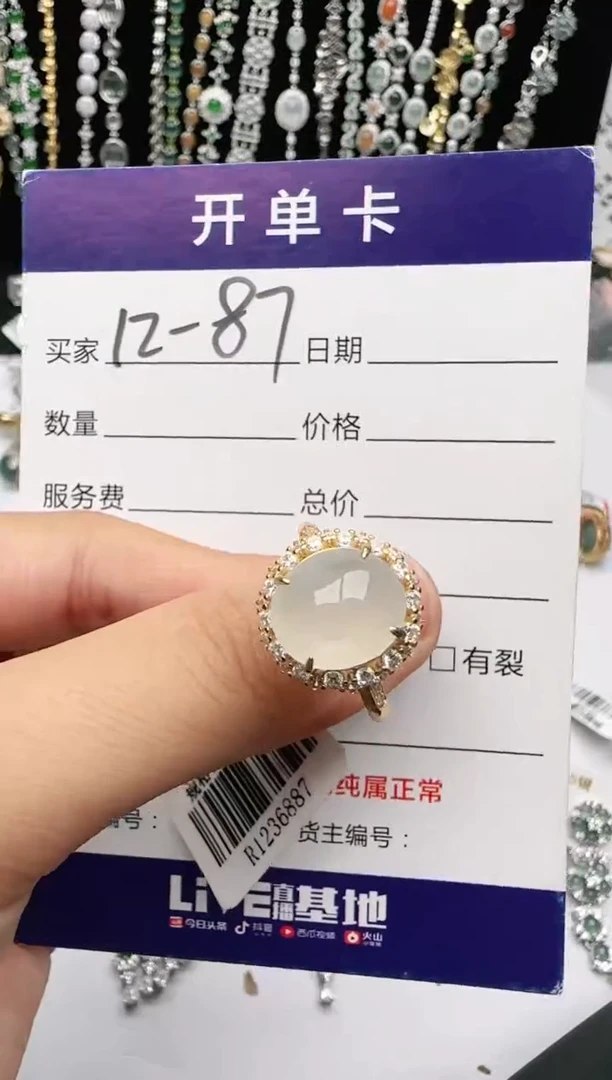 开单卡
买家 12-87 日期
数量 价格
服务费 总价
□有裂
纯属正常
号： 货主编号：
R1236887
LiVE直播基地
今日头条 抖音 西瓜视频 火山